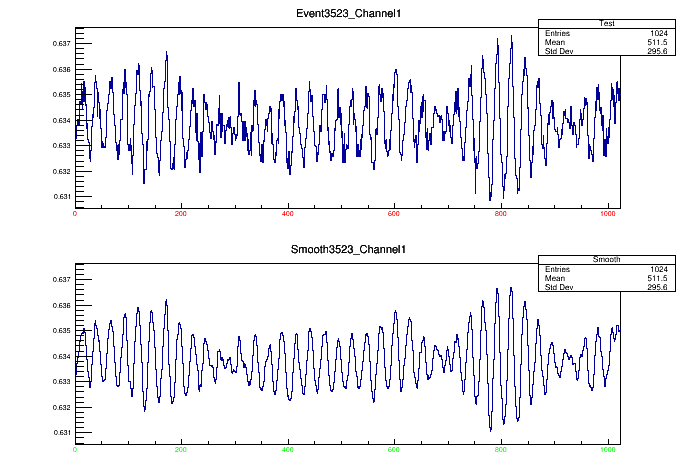 Event3523_Channel1
Test
Entries 1024
Mean 511.5
Std Dev 295.6
0.637
0.636
0.635
0.634
0.633
0.632
0.631
0 200 400 600 800 1000
Smooth3523_Channel1
Smooth
Entries 1024
Mean 511.5
Std Dev 295.6
0.637
0.636
0.635
0.634
0.633
0.632
0.631
0 200 400 600 800 1000